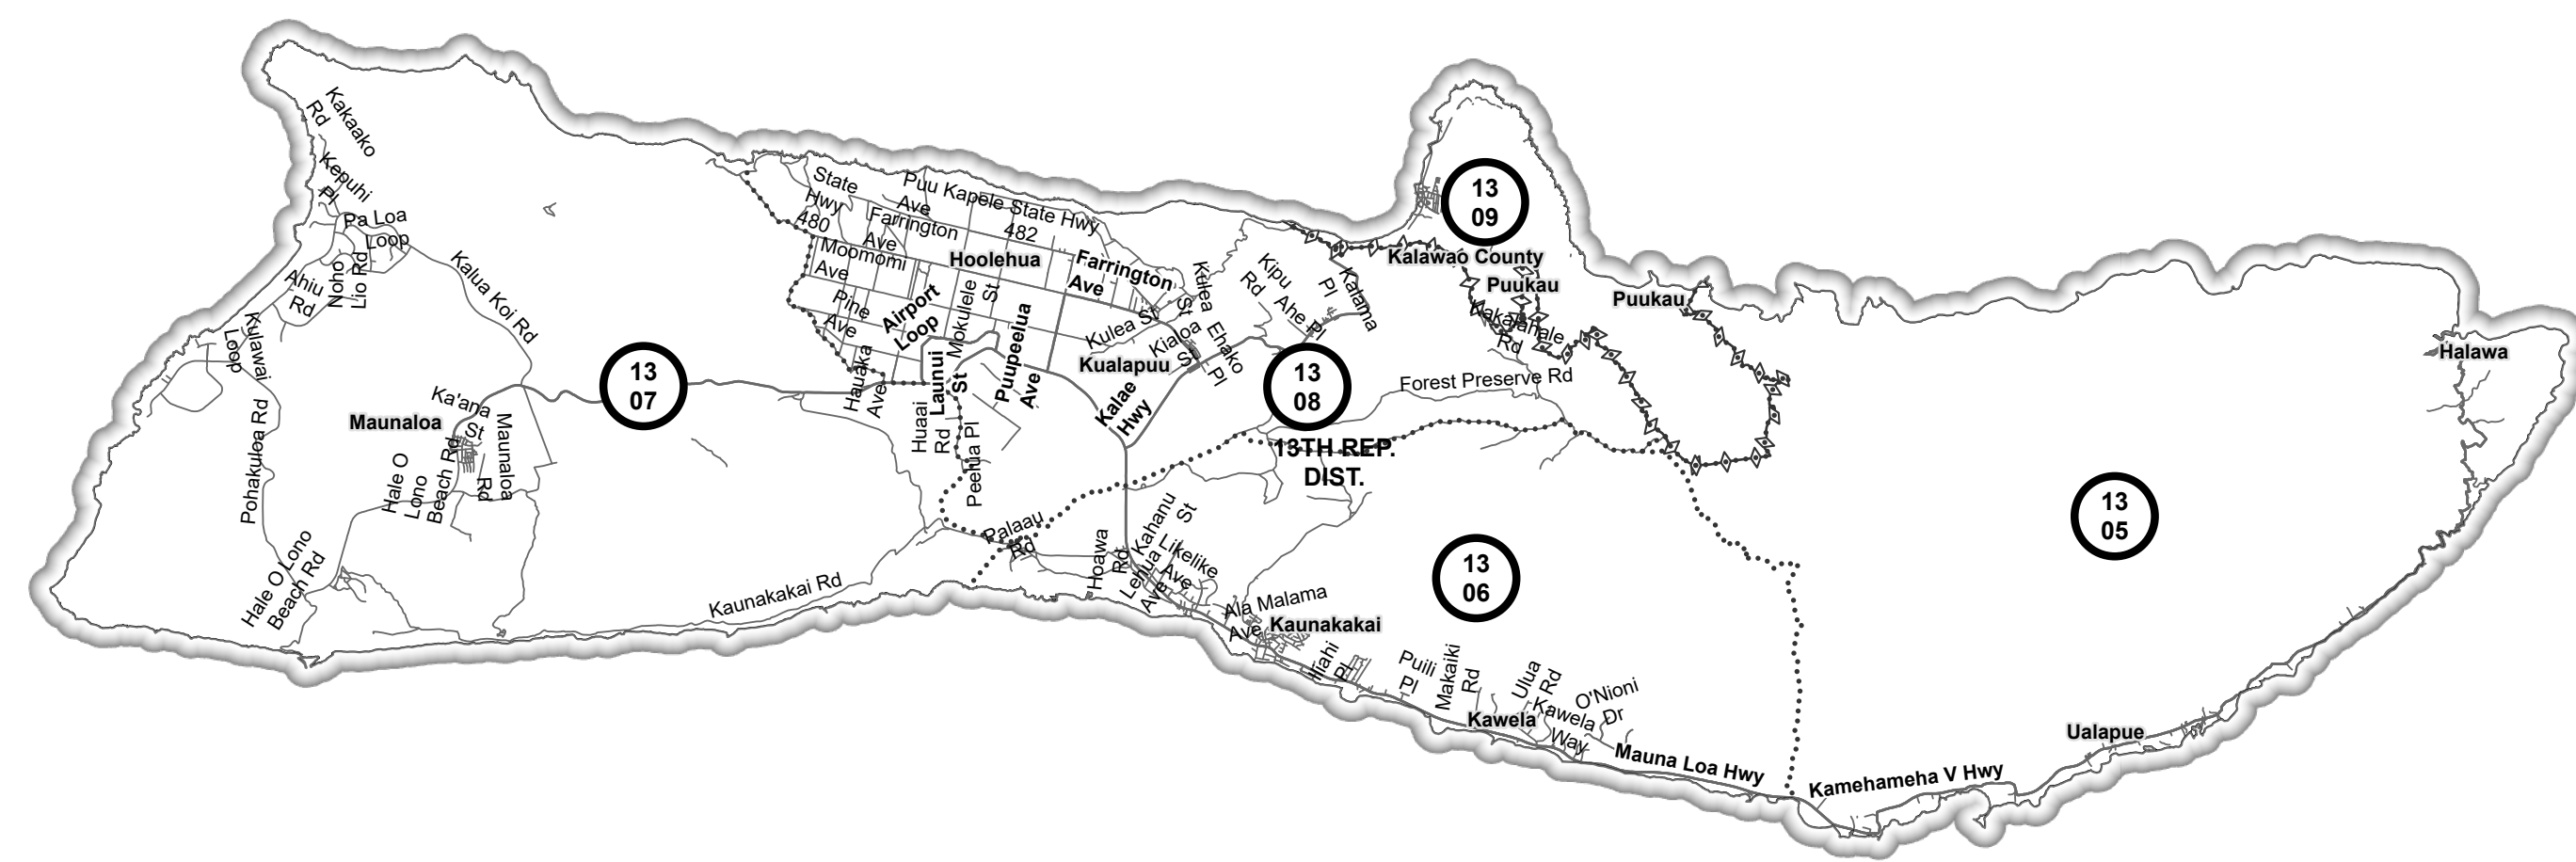 Kakaako
Rd
Kepuhi
Pl
Pa Loa
Loop
Ahiu
Rd
Noho
Lio Rd
Kulawai
Loop
Kalua Koi Rd
Pohakuloa Rd
Maunaloa
Ka'ana
St
Maunaloa
Rd
Hale O
Lono
Beach Rd
Hale O Lono
Beach Rd
13
07
Kaunakakai Rd
State
Hwy
480
Puu Kapele
Ave
State Hwy
482
Farrington
Ave
Moomomi
Ave
Hoolehua
Farrington
Ave
Pine
Ave
Airport
Loop
Mokulele
St
Puupeelua
Ave
Hauaka
Ave
Huai
Rd
Launui
St
Peelua Pl
Kulea
St
Kulea St
Kialoa
St
Ehako
Pl
Kualapuu
Kalae
Hwy
Kipu
Rd
Ahe Pl
Kalama
Pl
13
08
13TH REP.
DIST.
13
09
Kalawao County
Puukau
Puukau
Rd
Forest Preserve Rd
Palaau
Rd
Hoawa
Rd
Kahanu
St
Lehua
Ave
Likelike
Ave
Ala Malama
Ave
Kaunakakai
Iliahi
Pl
Puili
Pl
Makaiki
Rd
Ulua
Rd
Kawela
Kawela
Way
O'Nioni
Dr
13
06
Mauna Loa Hwy
Kamehameha V Hwy
Ualapue
13
05
Halawa